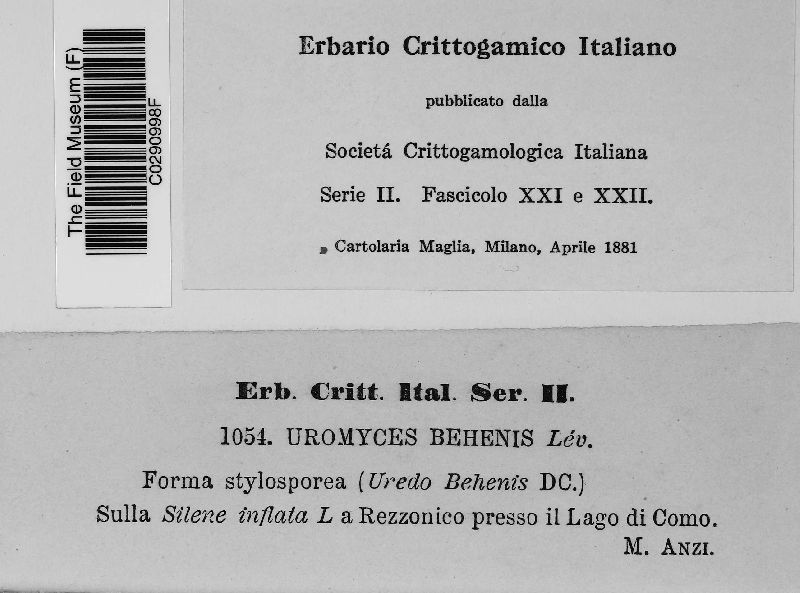 The Field Museum (F)
C0290998F
Erbario Crittogamico Italiano
pubblicato dalla
Societá Crittogamologica Italiana
Serie II. Fascicolo XXI e XXII.
Cartolaria Maglia, Milano, Aprile 1881
Erb. Critt. Ital. Ser. II.
1054. UROMYCES BEHENIS Lév.
Forma stylosporea (Uredo Behenis DC.)
Sulla Silene inflata L a Rezzonico presso il Lago di Como.
M. ANZI.